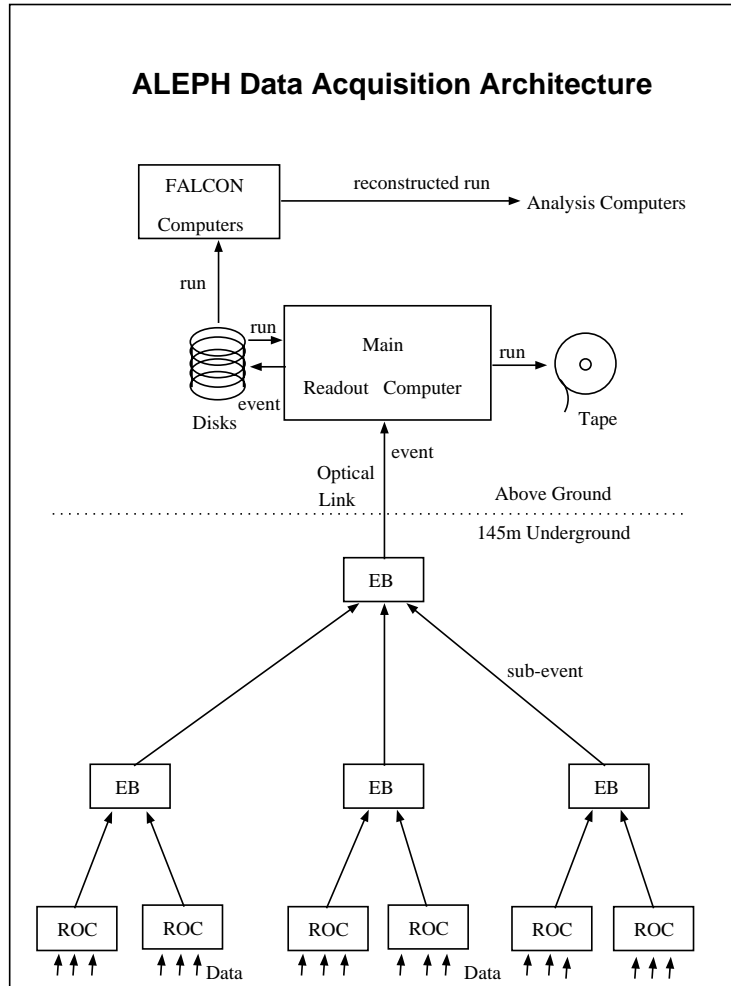 ALEPH Data Acquisition Architecture
FALCON
Computers
reconstructed run
Analysis Computers
run
run
Main
Readout Computer
run
event
Disks
Tape
event
Optical
Link
Above Ground
145m Underground
EB
sub-event
EB
EB
EB
ROC
ROC
ROC
ROC
ROC
ROC
Data
Data